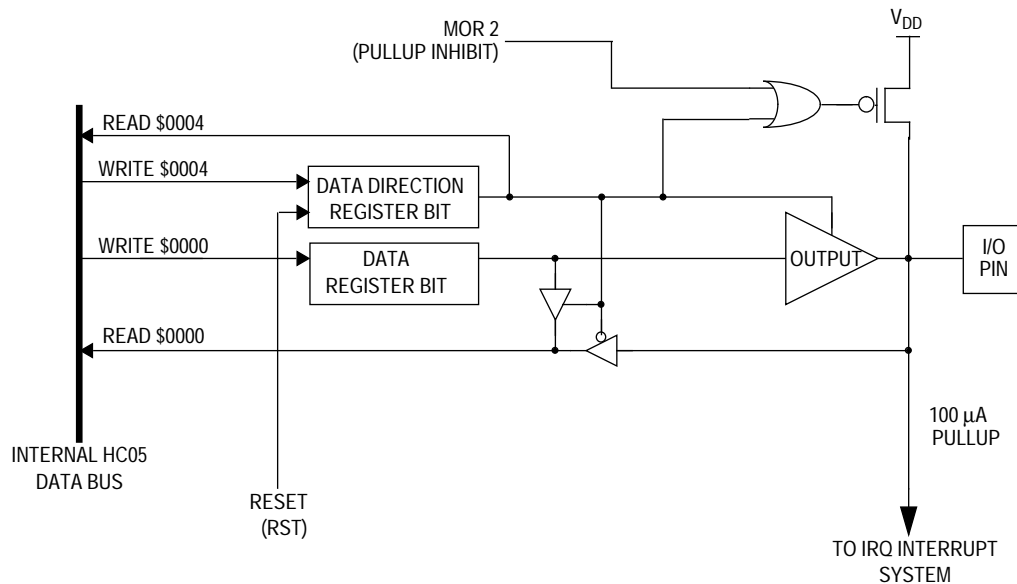 MOR 2
(PULLUP INHIBIT)
VDD
READ $0004
WRITE $0004
DATA DIRECTION
REGISTER BIT
WRITE $0000
DATA
REGISTER BIT
OUTPUT
I/O
PIN
READ $0000
100 µA
PULLUP
INTERNAL HC05
DATA BUS
RESET
(RST)
TO IRQ INTERRUPT
SYSTEM